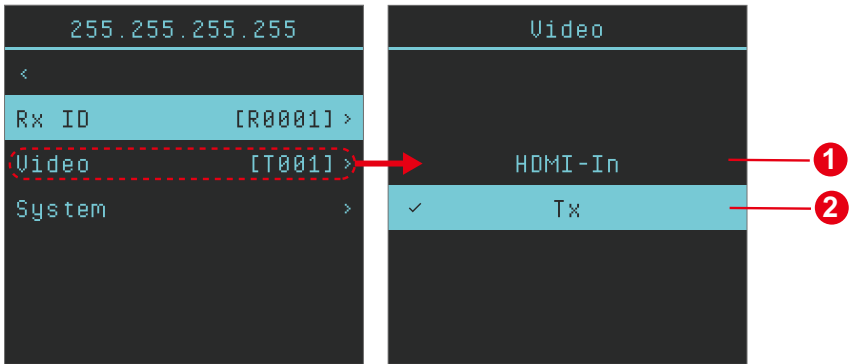 255.255.255.255
<
Rx ID [R0001] >
Video [T001] >
System >
Video
HDMI-In
1
✓ Tx
2